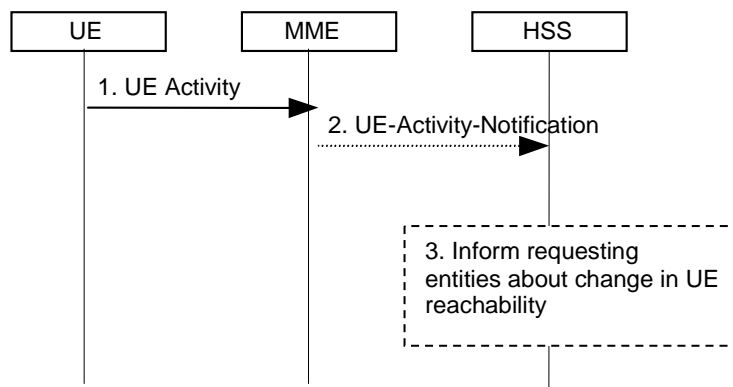 UE MME HSS
1. UE Activity
2. UE-Activity-Notification
3. Inform requesting
entities about change in UE
reachability